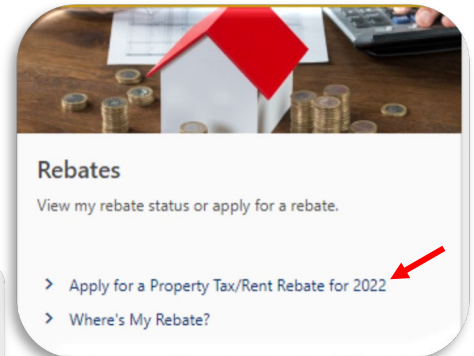 Rebates
View my rebate status or apply for a rebate.
> Apply for a Property Tax/Rent Rebate for 2022
> Where's My Rebate?